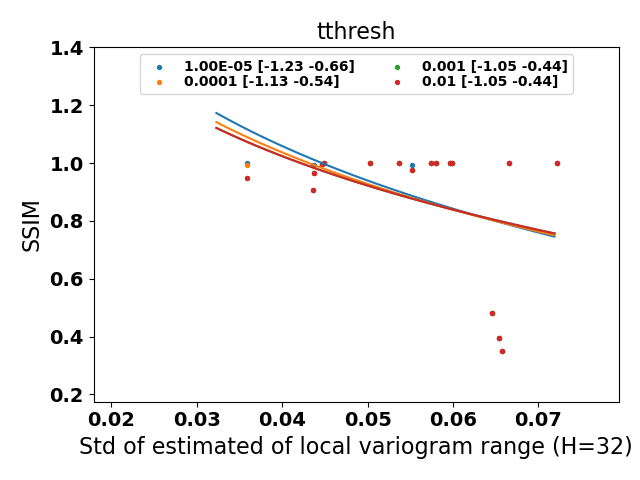 tthresh
1.00E-05 [-1.23 -0.66]
0.0001 [-1.13 -0.54]
0.001 [-1.05 -0.44]
0.01 [-1.05 -0.44]
1.4
1.2
1.0
0.8
0.6
0.4
0.2
SSIM
0.02 0.03 0.04 0.05 0.06 0.07
Std of estimated of local variogram range (H=32)